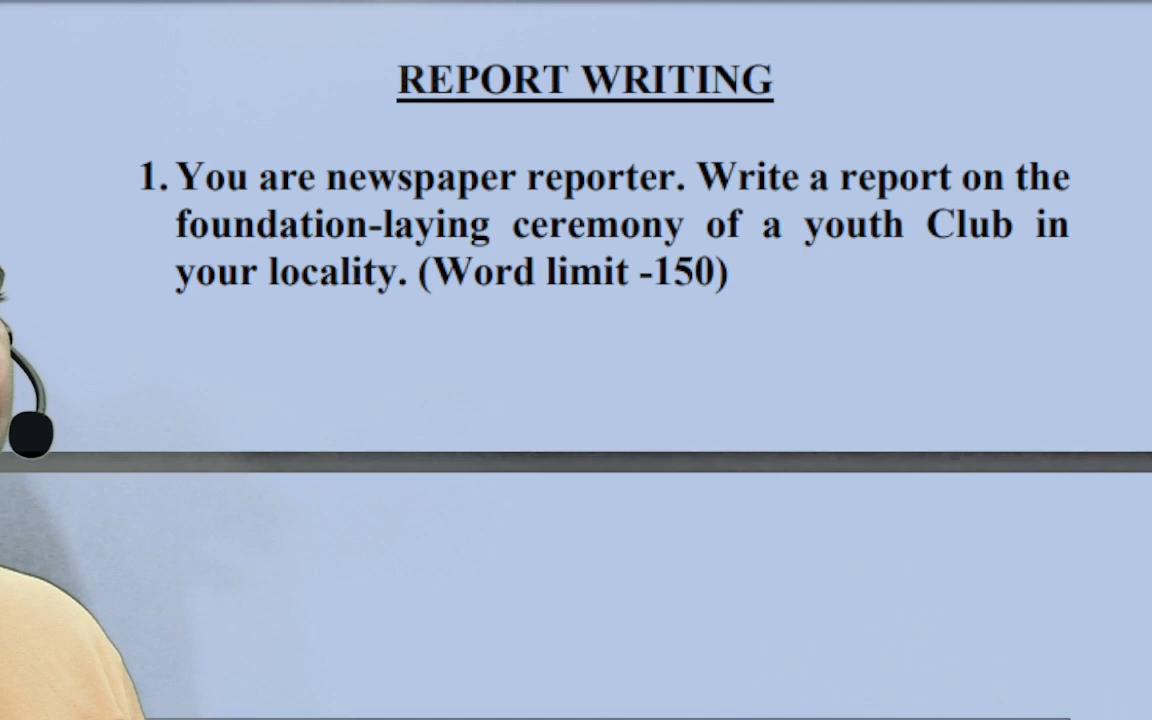 REPORT WRITING
1. You are newspaper reporter. Write a report on the
foundation-laying ceremony of a youth Club in
your locality. (Word limit -150)